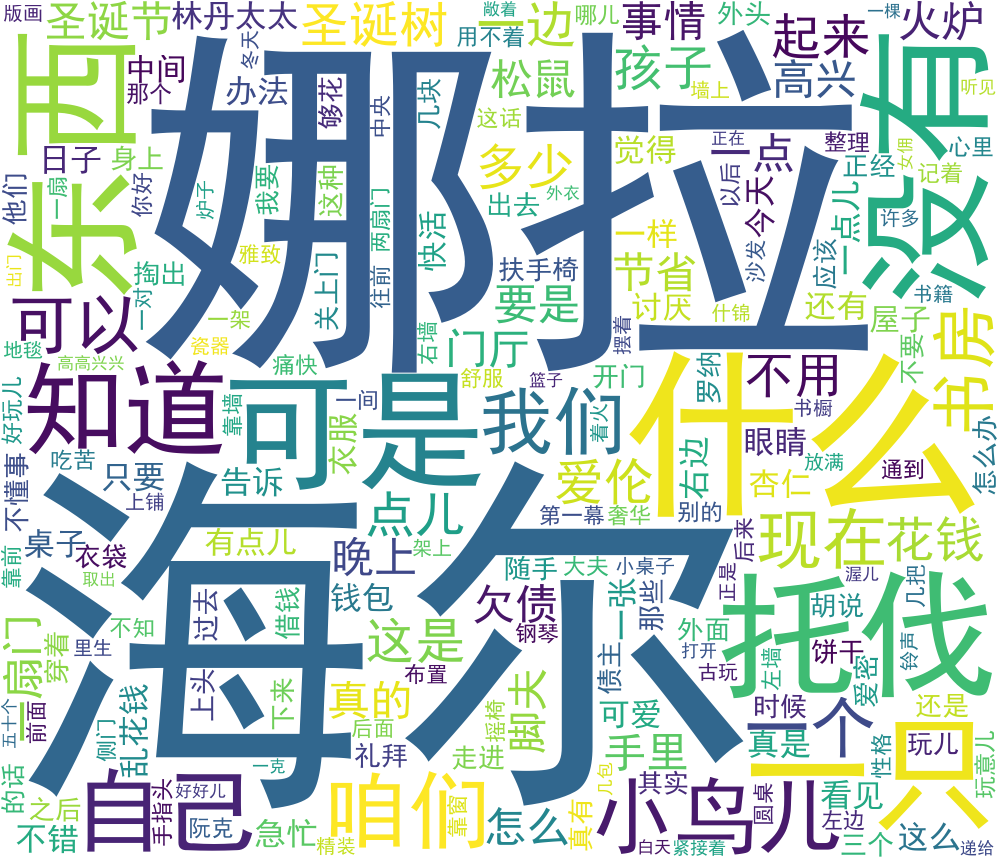 版画
圣诞节
林丹太太
敞着
哪儿
一边
事情
外头
火炉
一棵
圣诞树
用不着
孩子
起来
冬天
中间
那个
办法
够花
中央
几块
松鼠
墙上
高兴
没有
听见
东西
娜拉
这话
觉得
一点
正在
整理
日子
身上
多少
正经
心里
女佣
他们
一扇
你好
炉子
我要
这种
两扇门
快活
外衣
出去
一样
今天
以后
沙发
应该
一点儿
许多
记着
出门
一对
掏出
雅致
关上门
往前
扶手椅
节省
讨厌
摆着
什锦
还有
屋子
书籍
可以
一架
瓷器
痛快
右墙
要是
门厅
舒服
开门
罗纳
不用
不要
书房
高高兴兴
篮子
知道
可是
我们
什么
好玩儿
靠墙
一画
衣服
着火
书橱
眼睛
怎么办
吃苦
只要
告诉
点儿
爱伦
右边
杏仁
放满
通到
不懂事
上铺
第一幕
奢华
别的
桌子
衣袋
有点儿
晚上
架上
现在
花钱
靠前
取出
随手
大夫
小桌子
正是
后来
渥儿
几把
海尔
托伐
过去
借钱
钱包
欠债
一张
那些
胡说
铃声
一扇门
穿着
不知
里生
这是
钢琴
外面
打开
左墙
古玩
饼干
爱密
布置
债主
五十个
前面
侧门
乱花钱
上头
下来
真的
后面
摇椅
脚夫
可爱
时候
一个
还是
一只
礼拜
走进
手里
真是
玩儿
性格
玩意儿
的话
一克
自己
手指头
好好儿
咱们
几包
其实
小鸟儿
圆桌
看见
之后
不错
阮克
急忙
精装
靠窗
怎么
真有
白天
紧接着
左边
三个
这么
递给